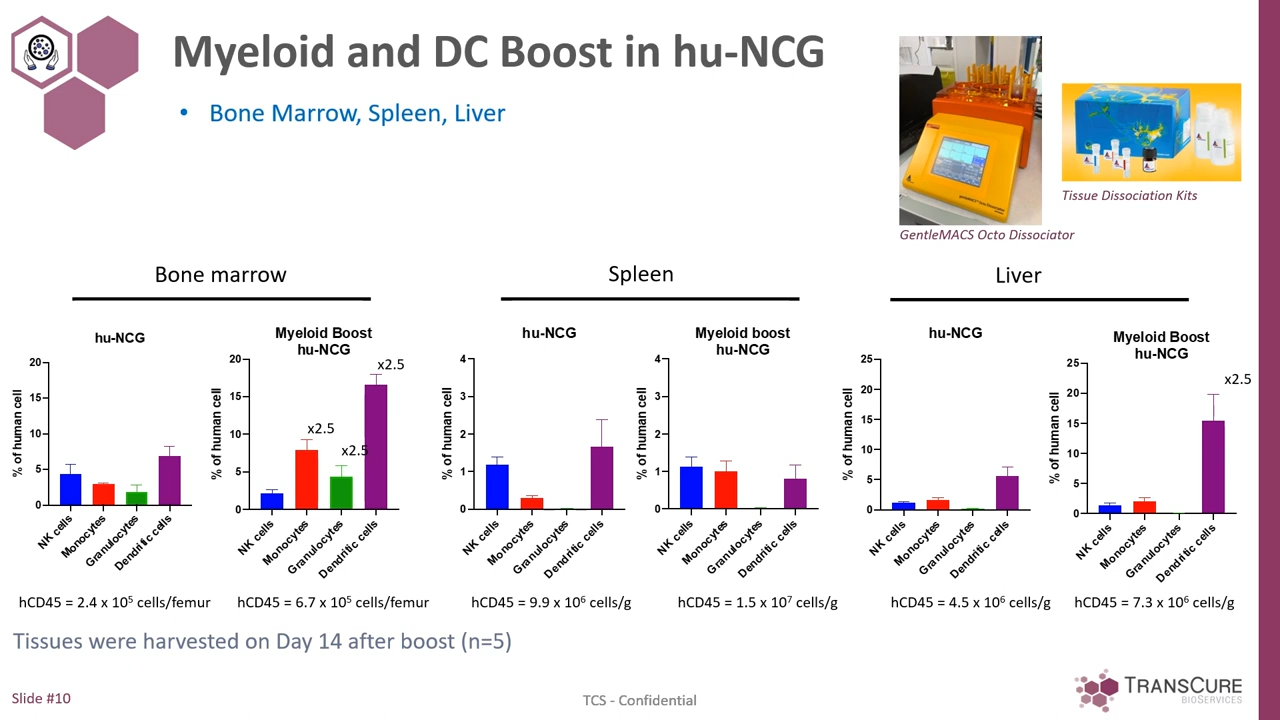 Myeloid and DC Boost in hu-NCG
• Bone Marrow, Spleen, Liver
GentleMACS Octo Dissociator
Tissue Dissociation Kits
Bone marrow
Spleen
Liver
hu-NCG
20
15
10
5
0
% of human cell
NK cells
Monocytes
Granulocytes
Dendritic cells
hCD45 = 2.4 x 10⁵ cells/femur
Myeloid Boost
hu-NCG
20
15
10
5
0
% of human cell
x2.5
x2.5
x2.5
NK cells
Monocytes
Granulocytes
Dendritic cells
hCD45 = 6.7 x 10⁵ cells/femur
hu-NCG
4
3
2
1
0
% of human cell
NK cells
Monocytes
Granulocytes
Dendritic cells
hCD45 = 9.9 x 10⁶ cells/g
Myeloid boost
hu-NCG
4
3
2
1
0
% of human cell
NK cells
Monocytes
Granulocytes
Dendritic cells
hCD45 = 1.5 x 10⁷ cells/g
hu-NCG
25
20
15
10
5
0
% of human cell
NK cells
Monocytes
Granulocytes
Dendritic cells
hCD45 = 4.5 x 10⁶ cells/g
Myeloid Boost
hu-NCG
25
20
15
10
5
0
% of human cell
x2.5
NK cells
Monocytes
Granulocytes
Dendritic cells
hCD45 = 7.3 x 10⁶ cells/g
Tissues were harvested on Day 14 after boost (n=5)
Slide #10
TCS - Confidential
TRANSCURE
BIOSERVICES